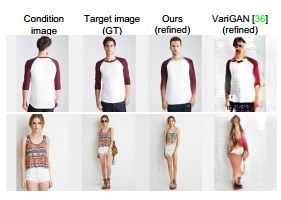 Condition image
Target image (GT)
Ours (refined)
VariGAN [36] (refined)